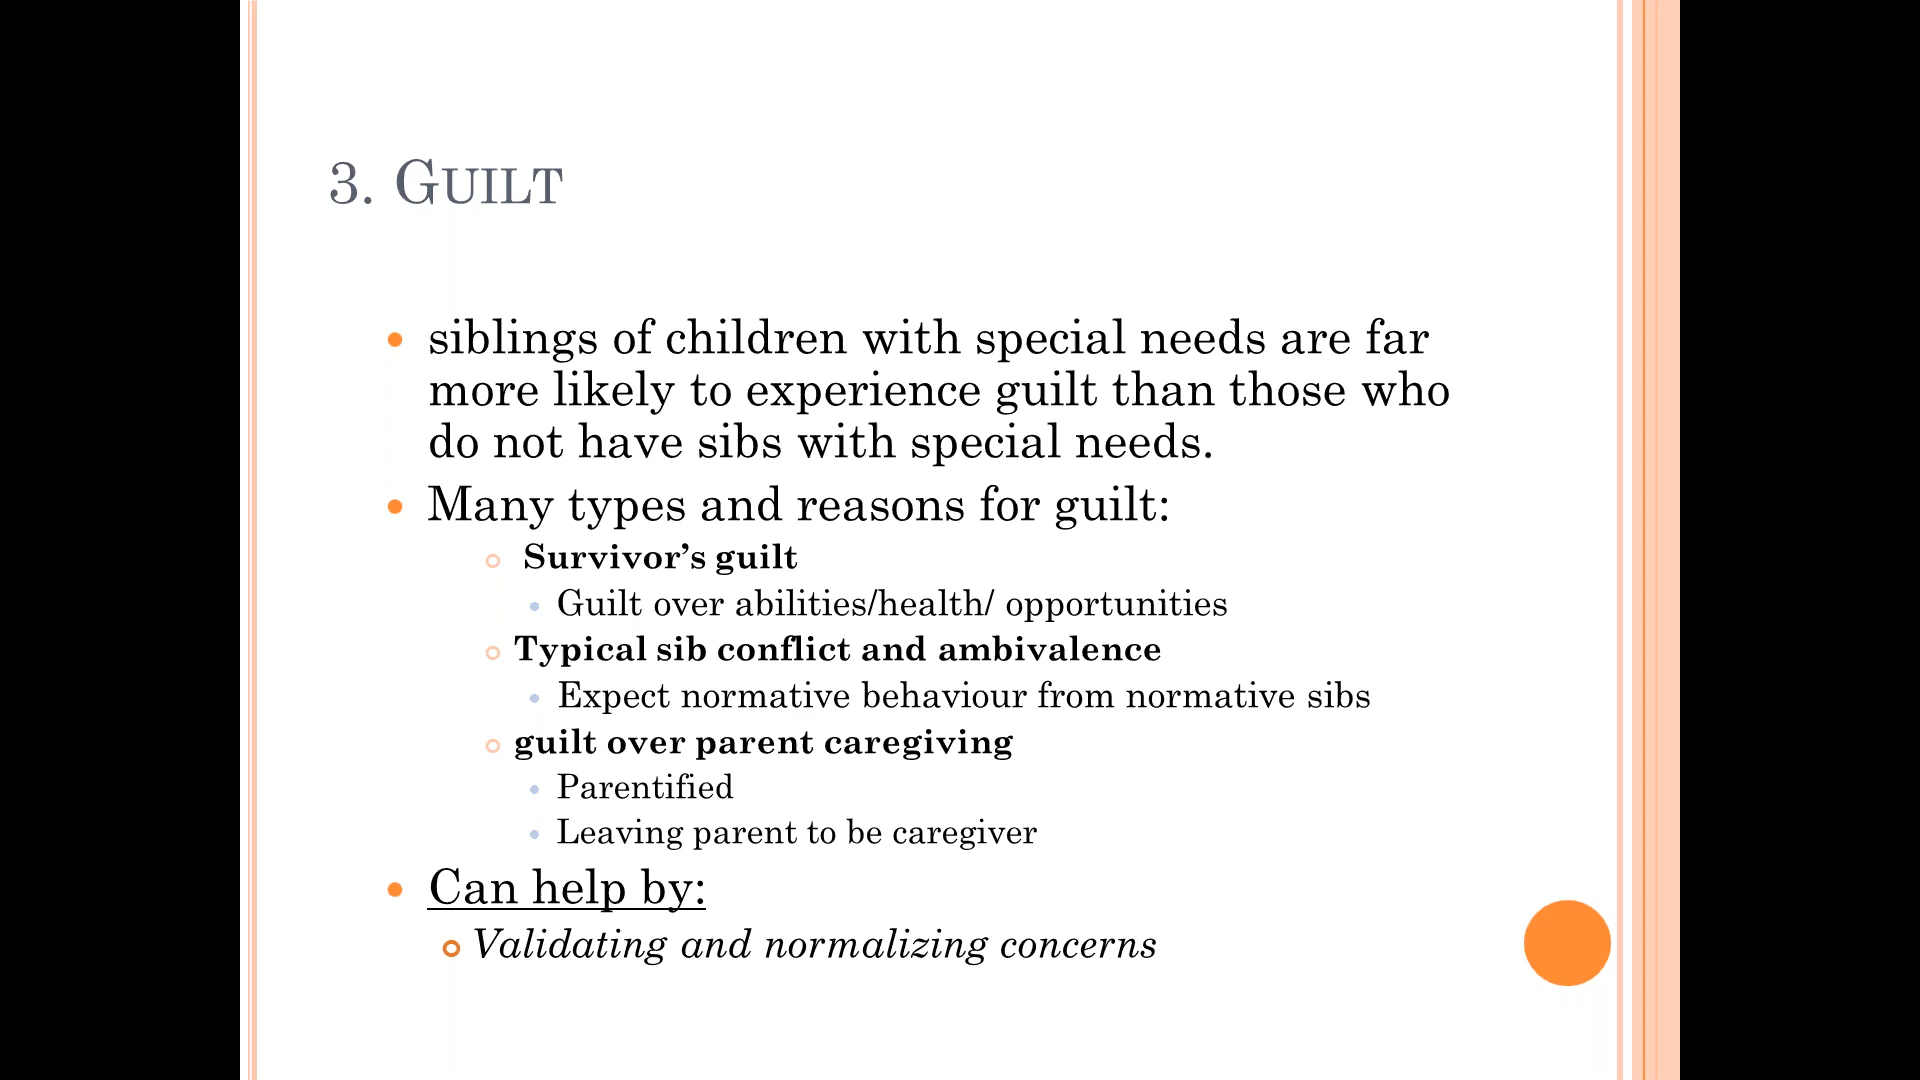 3. GUILT
siblings of children with special needs are far
more likely to experience guilt than those who
do not have sibs with special needs.
Many types and reasons for guilt:
Survivor’s guilt
Guilt over abilities/health/ opportunities
Typical sib conflict and ambivalence
Expect normative behaviour from normative sibs
guilt over parent caregiving
Parentified
Leaving parent to be caregiver
Can help by:
Validating and normalizing concerns